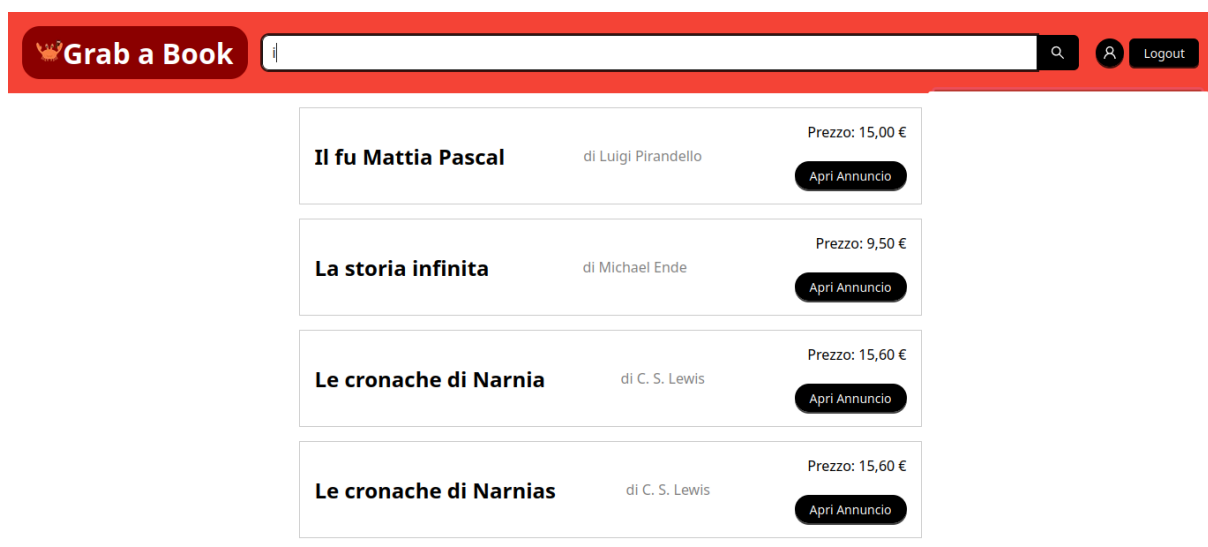 Grab a Book
i
Logout
Prezzo: 15,00 €
Il fu Mattia Pascal
di Luigi Pirandello
Apri Annuncio
Prezzo: 9,50 €
La storia infinita
di Michael Ende
Apri Annuncio
Prezzo: 15,60 €
Le cronache di Narnia
di C. S. Lewis
Apri Annuncio
Prezzo: 15,60 €
Le cronache di Narnias
di C. S. Lewis
Apri Annuncio